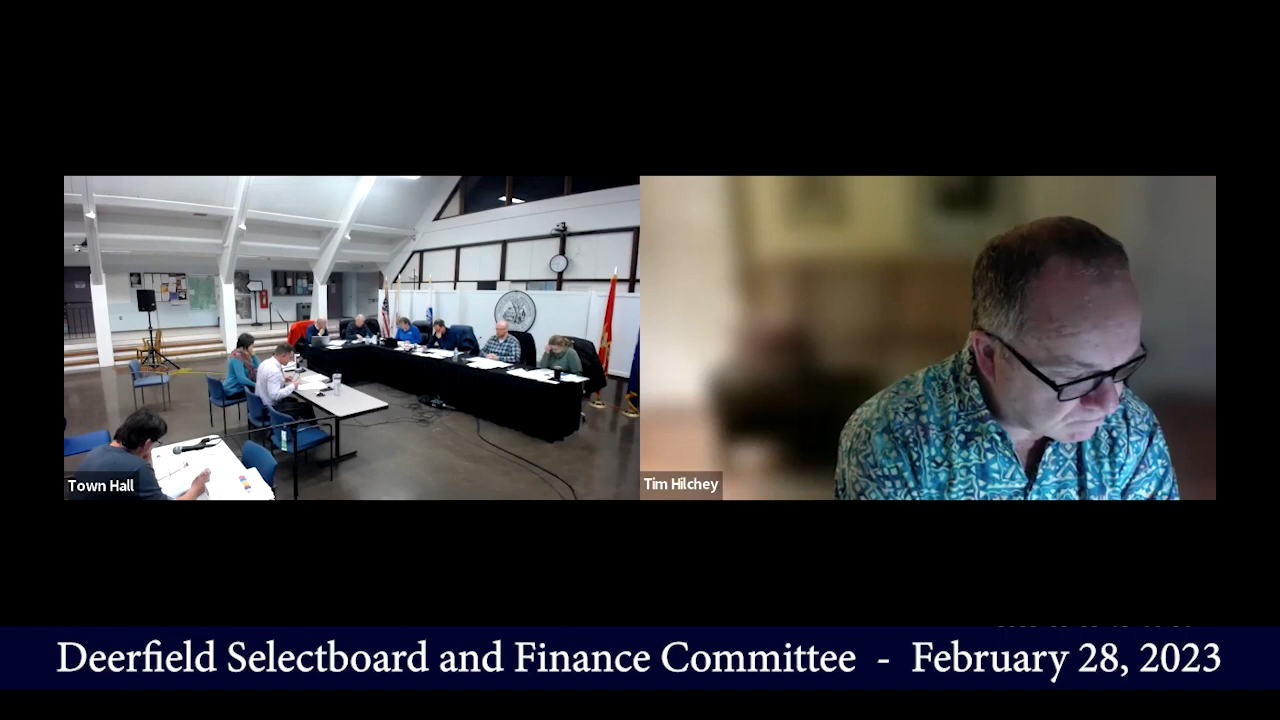 Town Hall
Tim Hilchey
Deerfield Selectboard and Finance Committee - February 28, 2023